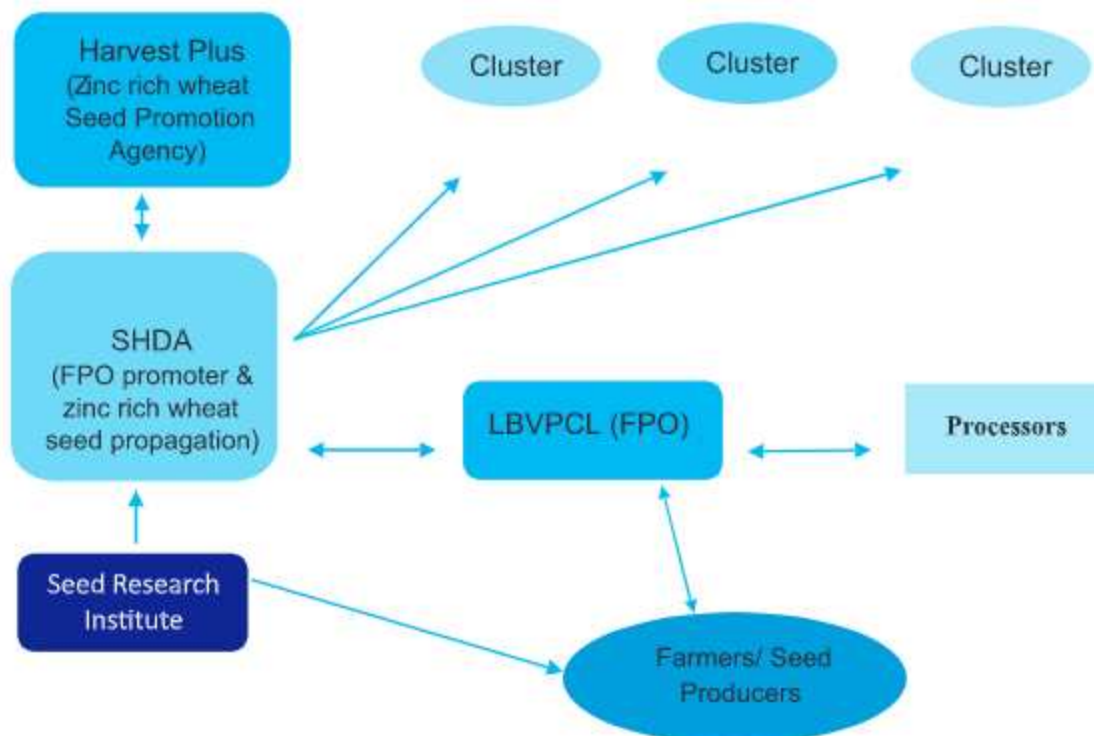 Harvest Plus
(Zinc rich wheat
Seed Promotion
Agency)
Cluster
Cluster
Cluster
SHDA
(FPO promoter &
zinc rich wheat
seed propagation)
LBVPCL (FPO)
Processors
Seed Research
Institute
Farmers/ Seed
Producers